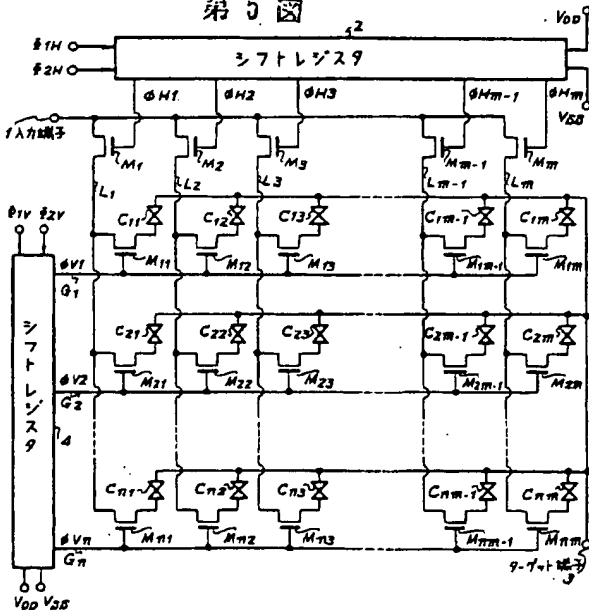 第5図
VDD
2
Φ1H
シフトレジスタ
Φ2H
ΦH1 ΦH2 ΦH3 ΦHm-1 ΦHm
VSS
1入力端子
M1 M2 M3 Mm-1 Mm
L1 L2 L3 Lm-1 Lm
Φ1V Φ2V
C11 C12 C13 C1m-1 C1m
ΦV1
M11 M12 M13 M1m-1 M1m
G1
シフトレジスタ
C21 C22 C23 C2m-1 C2m
ΦV2
M21 M22 M23 M2m-1 M2m
G2
4
Cn1 Cn2 Cn3 Cnm-1 Cnm
ΦVn
Mn1 Mn2 Mn3 Mnm-1 Mnm
Gn
ターゲット端子
3
VDD VSS